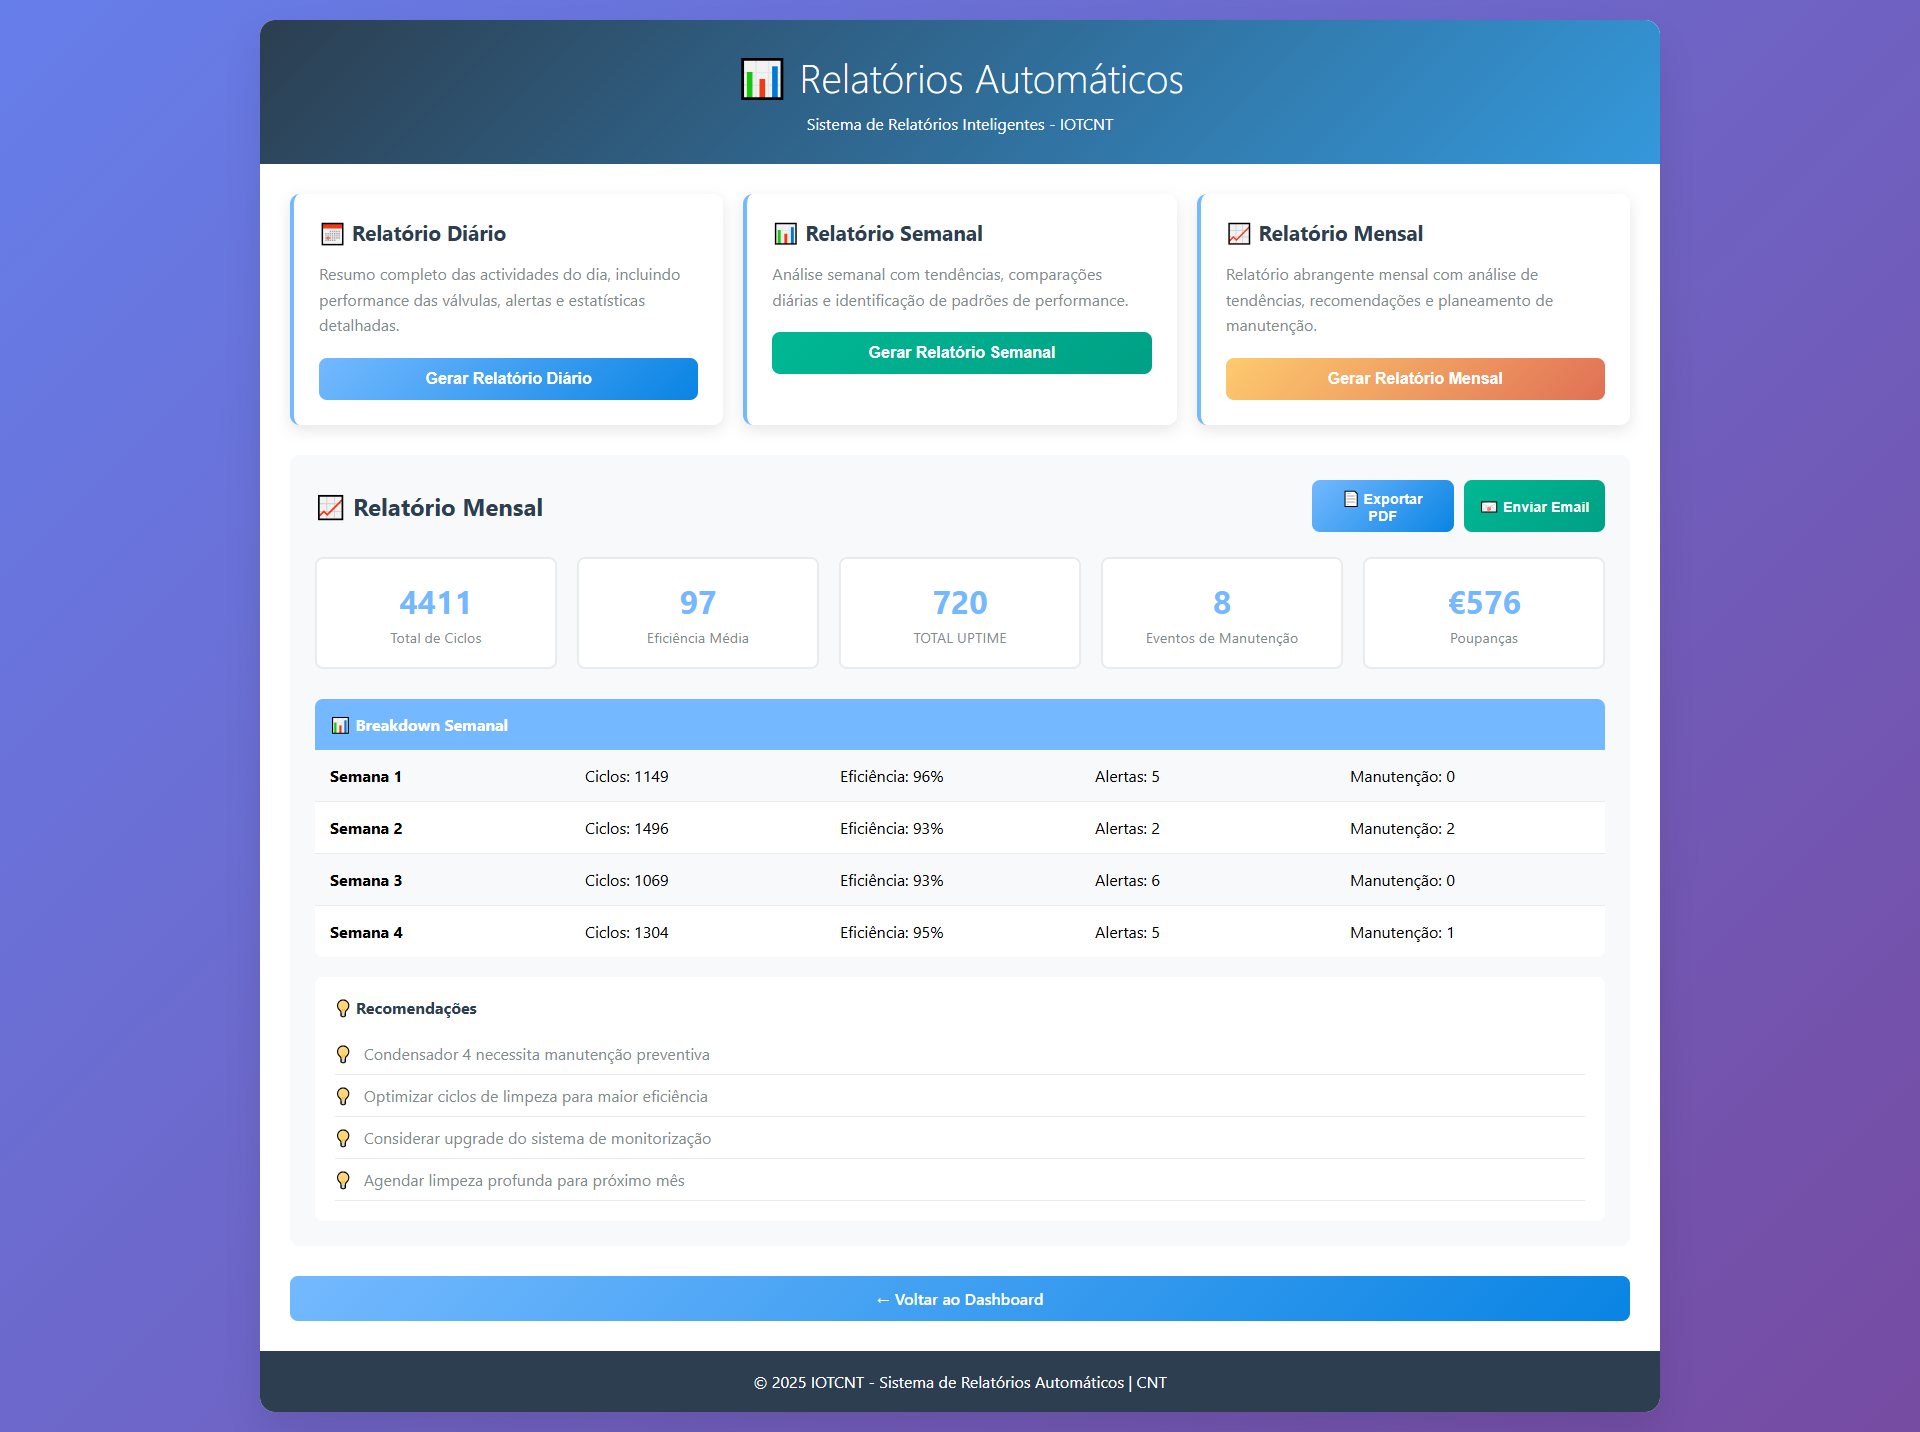 Relatórios Automáticos
Sistema de Relatórios Inteligentes - IOTCNT
Relatório Diário
Resumo completo das actividades do dia, incluindo
performance das válvulas, alertas e estatísticas
detalhadas.
Gerar Relatório Diário
Relatório Semanal
Análise semanal com tendências, comparações
diárias e identificação de padrões de performance.
Gerar Relatório Semanal
Relatório Mensal
Relatório abrangente mensal com análise de
tendências, recomendações e planeamento de
manutenção.
Gerar Relatório Mensal
Relatório Mensal
Exportar
PDF
Enviar Email
4411
Total de Ciclos
97
Eficiência Média
720
TOTAL UPTIME
8
Eventos de Manutenção
€576
Poupanças
Breakdown Semanal
Semana 1 Ciclos: 1149 Eficiência: 96% Alertas: 5 Manutenção: 0
Semana 2 Ciclos: 1496 Eficiência: 93% Alertas: 2 Manutenção: 2
Semana 3 Ciclos: 1069 Eficiência: 93% Alertas: 6 Manutenção: 0
Semana 4 Ciclos: 1304 Eficiência: 95% Alertas: 5 Manutenção: 1
Recomendações
Condensador 4 necessita manutenção preventiva
Optimizar ciclos de limpeza para maior eficiência
Considerar upgrade do sistema de monitorização
Agendar limpeza profunda para próximo mês
← Voltar ao Dashboard
© 2025 IOTCNT - Sistema de Relatórios Automáticos | CNT